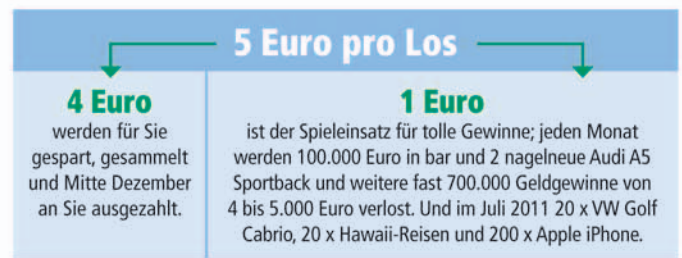 5 Euro pro Los
4 Euro
werden für Sie
gespart, gesammelt
und Mitte Dezember
an Sie ausgezahlt.
1 Euro
ist der Spieleinsatz für tolle Gewinne; jeden Monat
werden 100.000 Euro in bar und 2 nagelneue Audi A5
Sportback und weitere fast 700.000 Geldgewinne von
4 bis 5.000 Euro verlost. Und im Juli 2011 20 x VW Golf
Cabrio, 20 x Hawaii-Reisen und 200 x Apple iPhone.